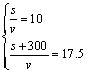 s/v = 10
(s + 300)/v = 17.5